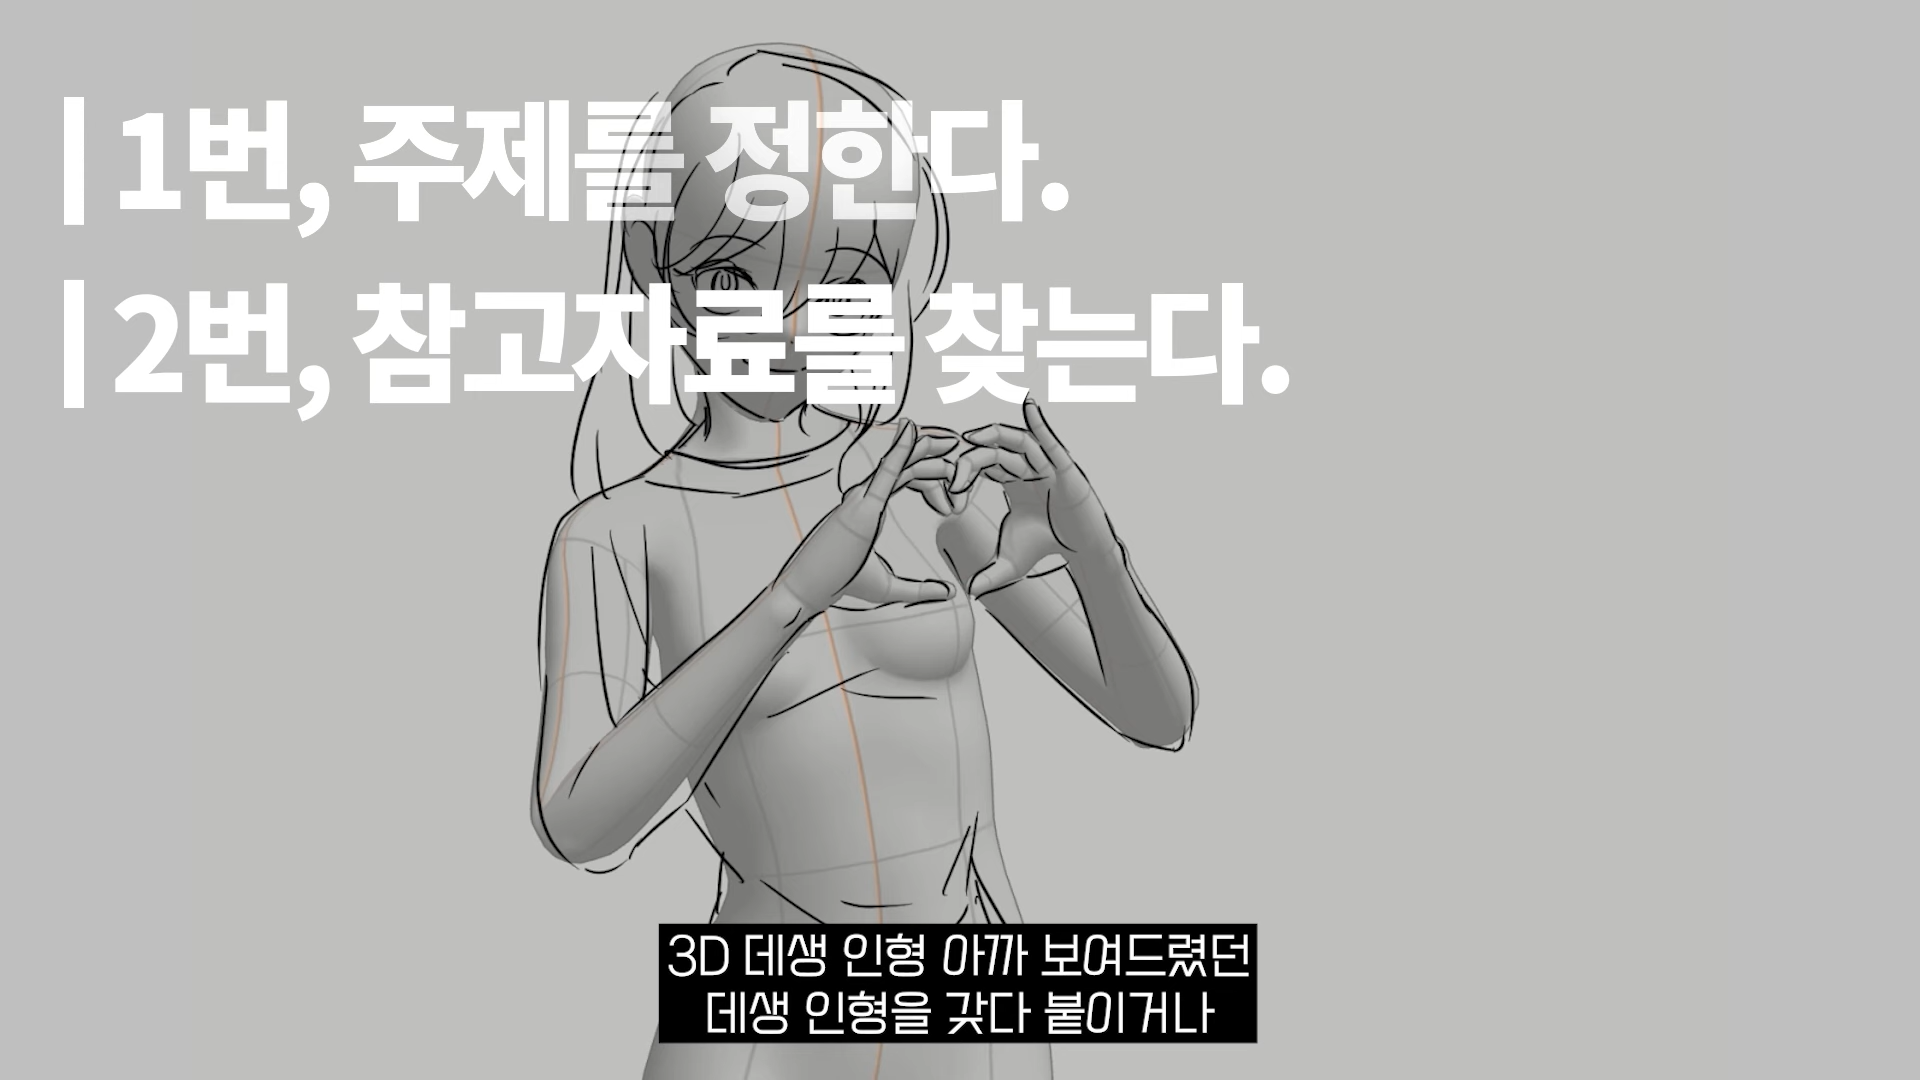 | 1번, 주제를 정한다.
| 2번, 참고자료를 찾는다.
3D 데생 인형 아까 보여드렸던
데생 인형을 갖다 붙이거나